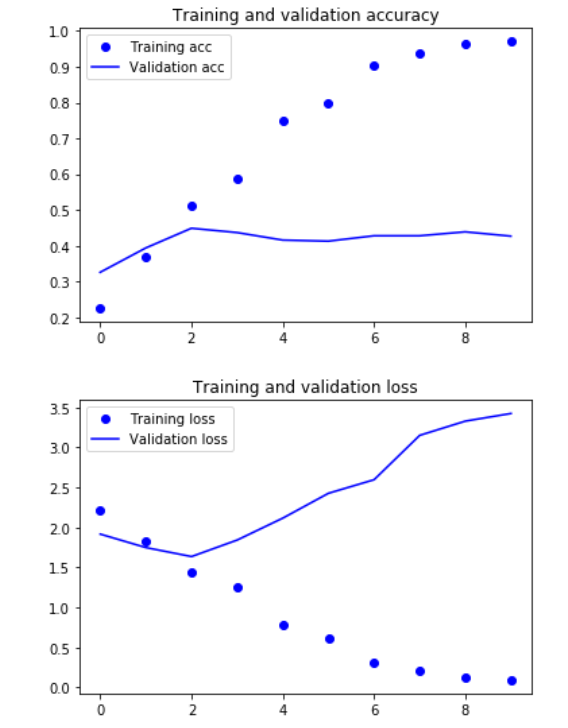 Training and validation accuracy
1.0
Training acc
0.9
Validation acc
0.8
0.7
0.6
0.5
0.4
0.3
0.2
0 2 4 6 8
Training and validation loss
3.5
Training loss
Validation loss
3.0
2.5
2.0
1.5
1.0
0.5
0.0
0 2 4 6 8